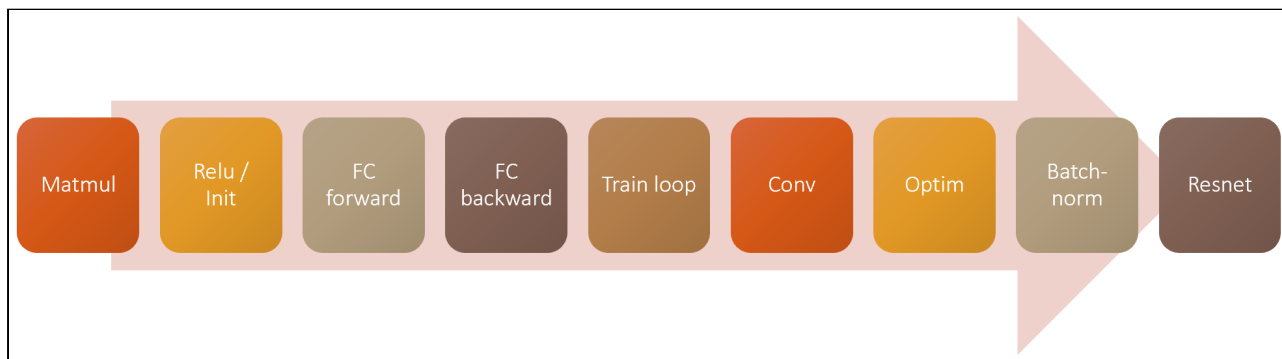 Matmul
Relu /
Init
FC
forward
FC
backward
Train loop
Conv
Optim
Batch-
norm
Resnet